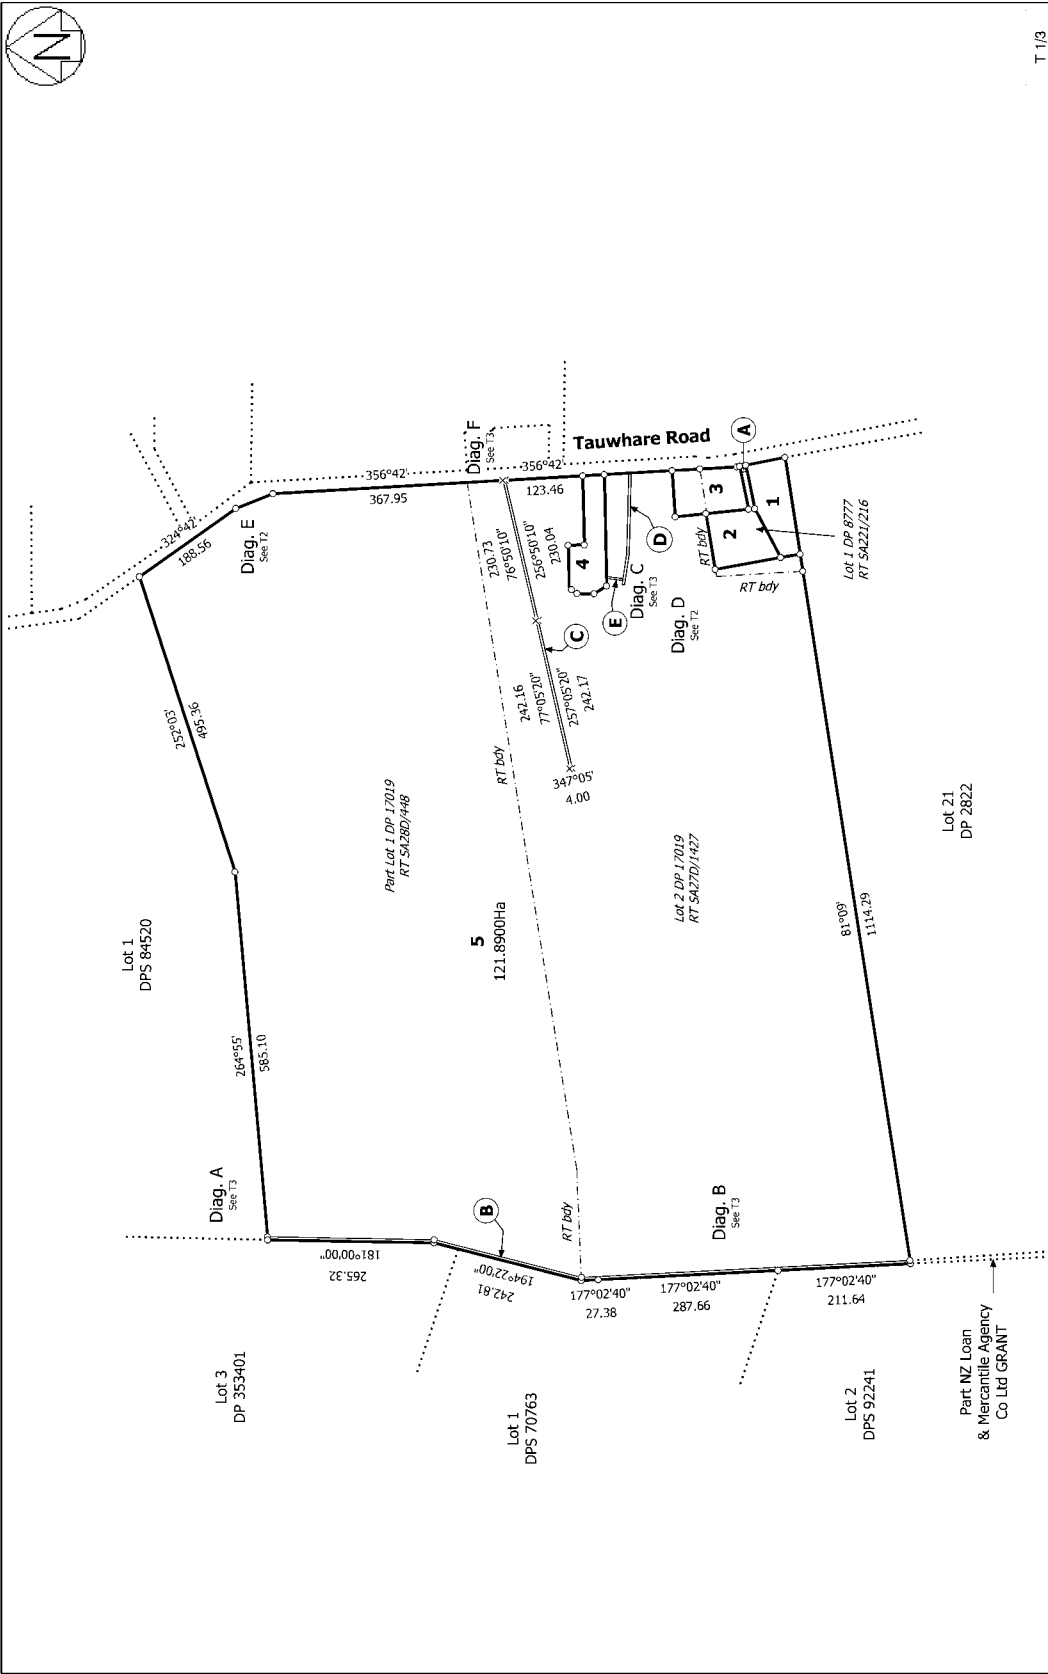 N
T 1/3
324°42'
188.56
Diag. E
See T2
356°42'
367.95
Diag. F
See T3
356°42'
123.46
Tauwhare Road
252°03'
495.36
230.73
76°50'10"
256°50'10"
230.04
4
D
E
Diag. C
See T3
Diag. D
See T2
RT bdy
3
2
A
1
RT bdy
Lot 1 DP 8777
RT SA221/216
C
242.16
77°05'20"
257°05'20"
242.17
347°05'
4.00
RT bdy
Part Lot 1 DP 17019
RT SA28D/448
Lot 2 DP 17019
RT SA27D/1427
Lot 21
DP 2822
81°09'
1114.29
5
121.8900Ha
Lot 1
DPS 84520
264°55'
585.10
Diag. A
See T3
181°00'00"
265.32
B
194°22'00"
242.81
RT bdy
Diag. B
See T3
177°02'40"
27.38
177°02'40"
287.66
177°02'40"
211.64
Lot 3
DP 353401
Lot 1
DPS 70763
Lot 2
DPS 92241
Part NZ Loan
& Mercantile Agency
Co Ltd GRANT